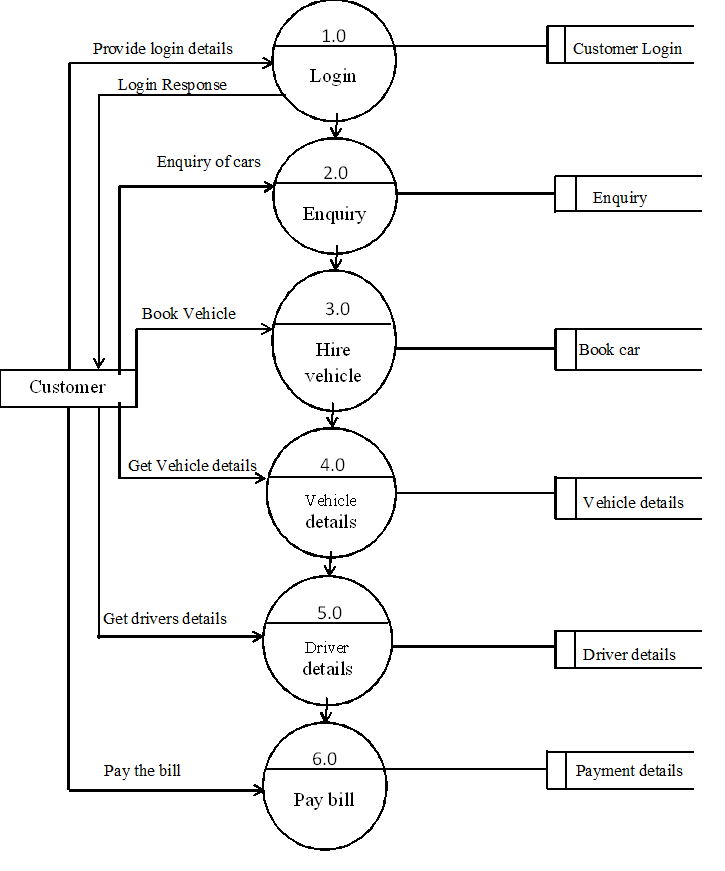 1.0
Provide login details
Customer Login
Login
Login Response
Enquiry of cars
2.0
Enquiry
Enquiry
3.0
Book Vehicle
Hire
vehicle
Book car
Customer
4.0
Get Vehicle details
Vehicle
details
Vehicle details
5.0
Get drivers details
Driver
details
Driver details
6.0
Pay the bill
Pay bill
Payment details